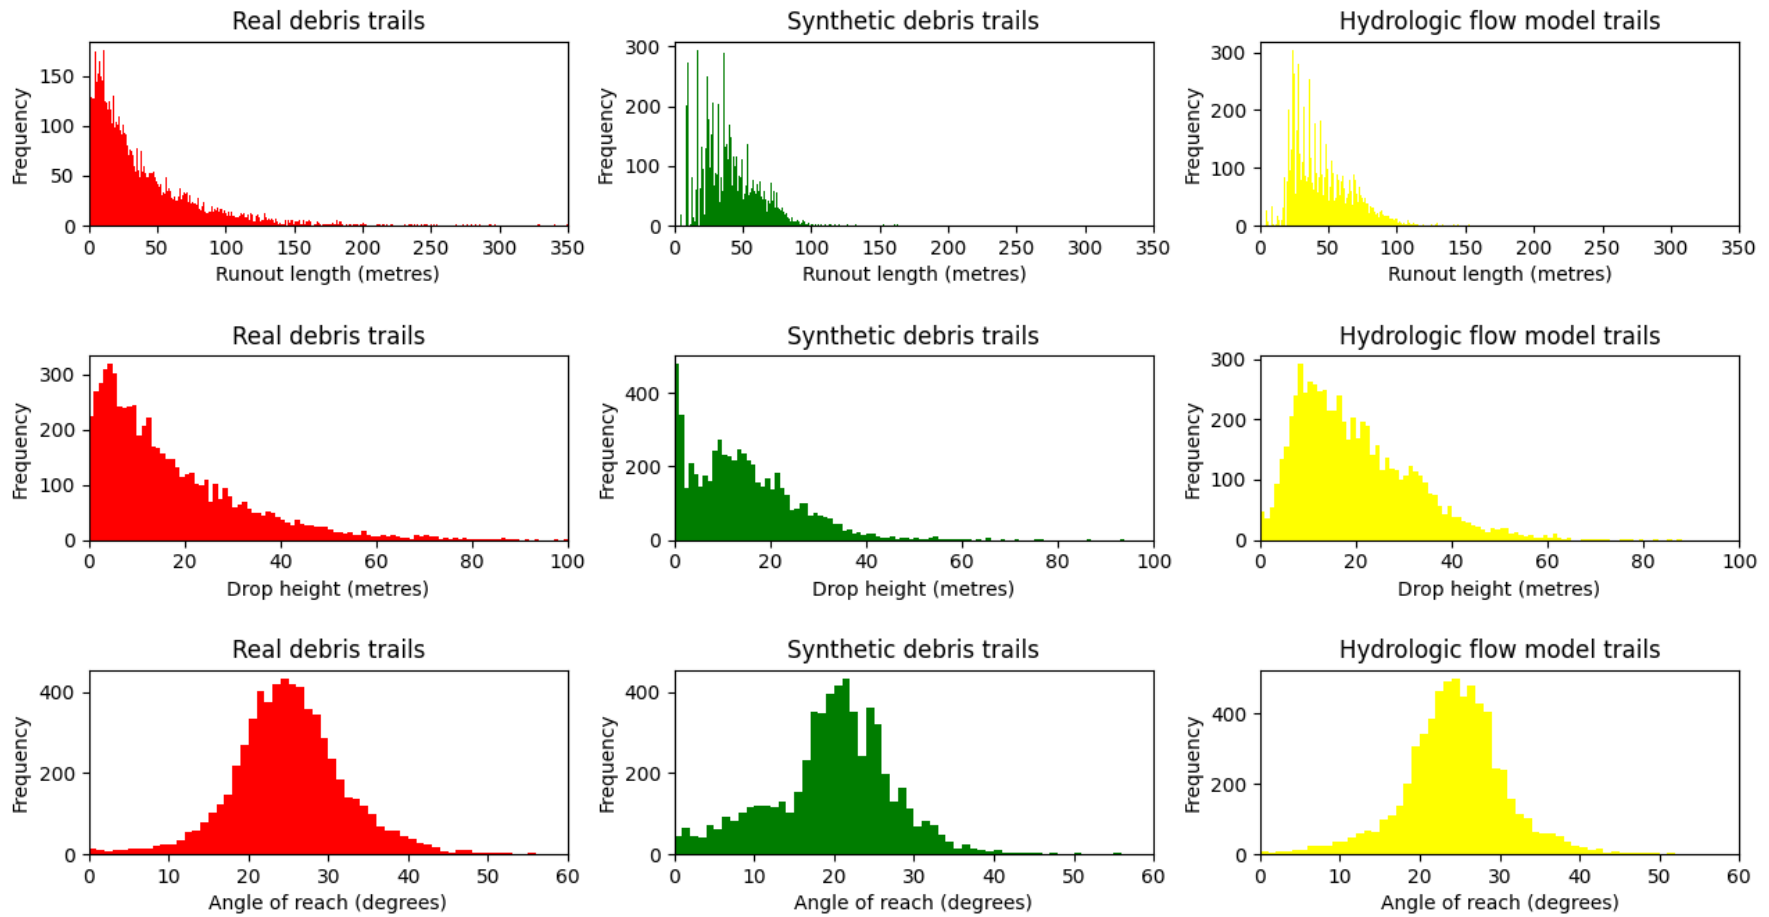 Real debris trails
Frequency
150
100
50
0
0 50 100 150 200 250 300 350
Runout length (metres)
Synthetic debris trails
Frequency
300
200
100
0
0 50 100 150 200 250 300 350
Runout length (metres)
Hydrologic flow model trails
Frequency
300
200
100
0
0 50 100 150 200 250 300 350
Runout length (metres)
Real debris trails
Frequency
300
200
100
0
0 20 40 60 80 100
Drop height (metres)
Synthetic debris trails
Frequency
400
200
0
0 20 40 60 80 100
Drop height (metres)
Hydrologic flow model trails
Frequency
300
200
100
0
0 20 40 60 80 100
Drop height (metres)
Real debris trails
Frequency
400
200
0
0 10 20 30 40 50 60
Angle of reach (degrees)
Synthetic debris trails
Frequency
400
200
0
0 10 20 30 40 50 60
Angle of reach (degrees)
Hydrologic flow model trails
Frequency
400
200
0
0 10 20 30 40 50 60
Angle of reach (degrees)